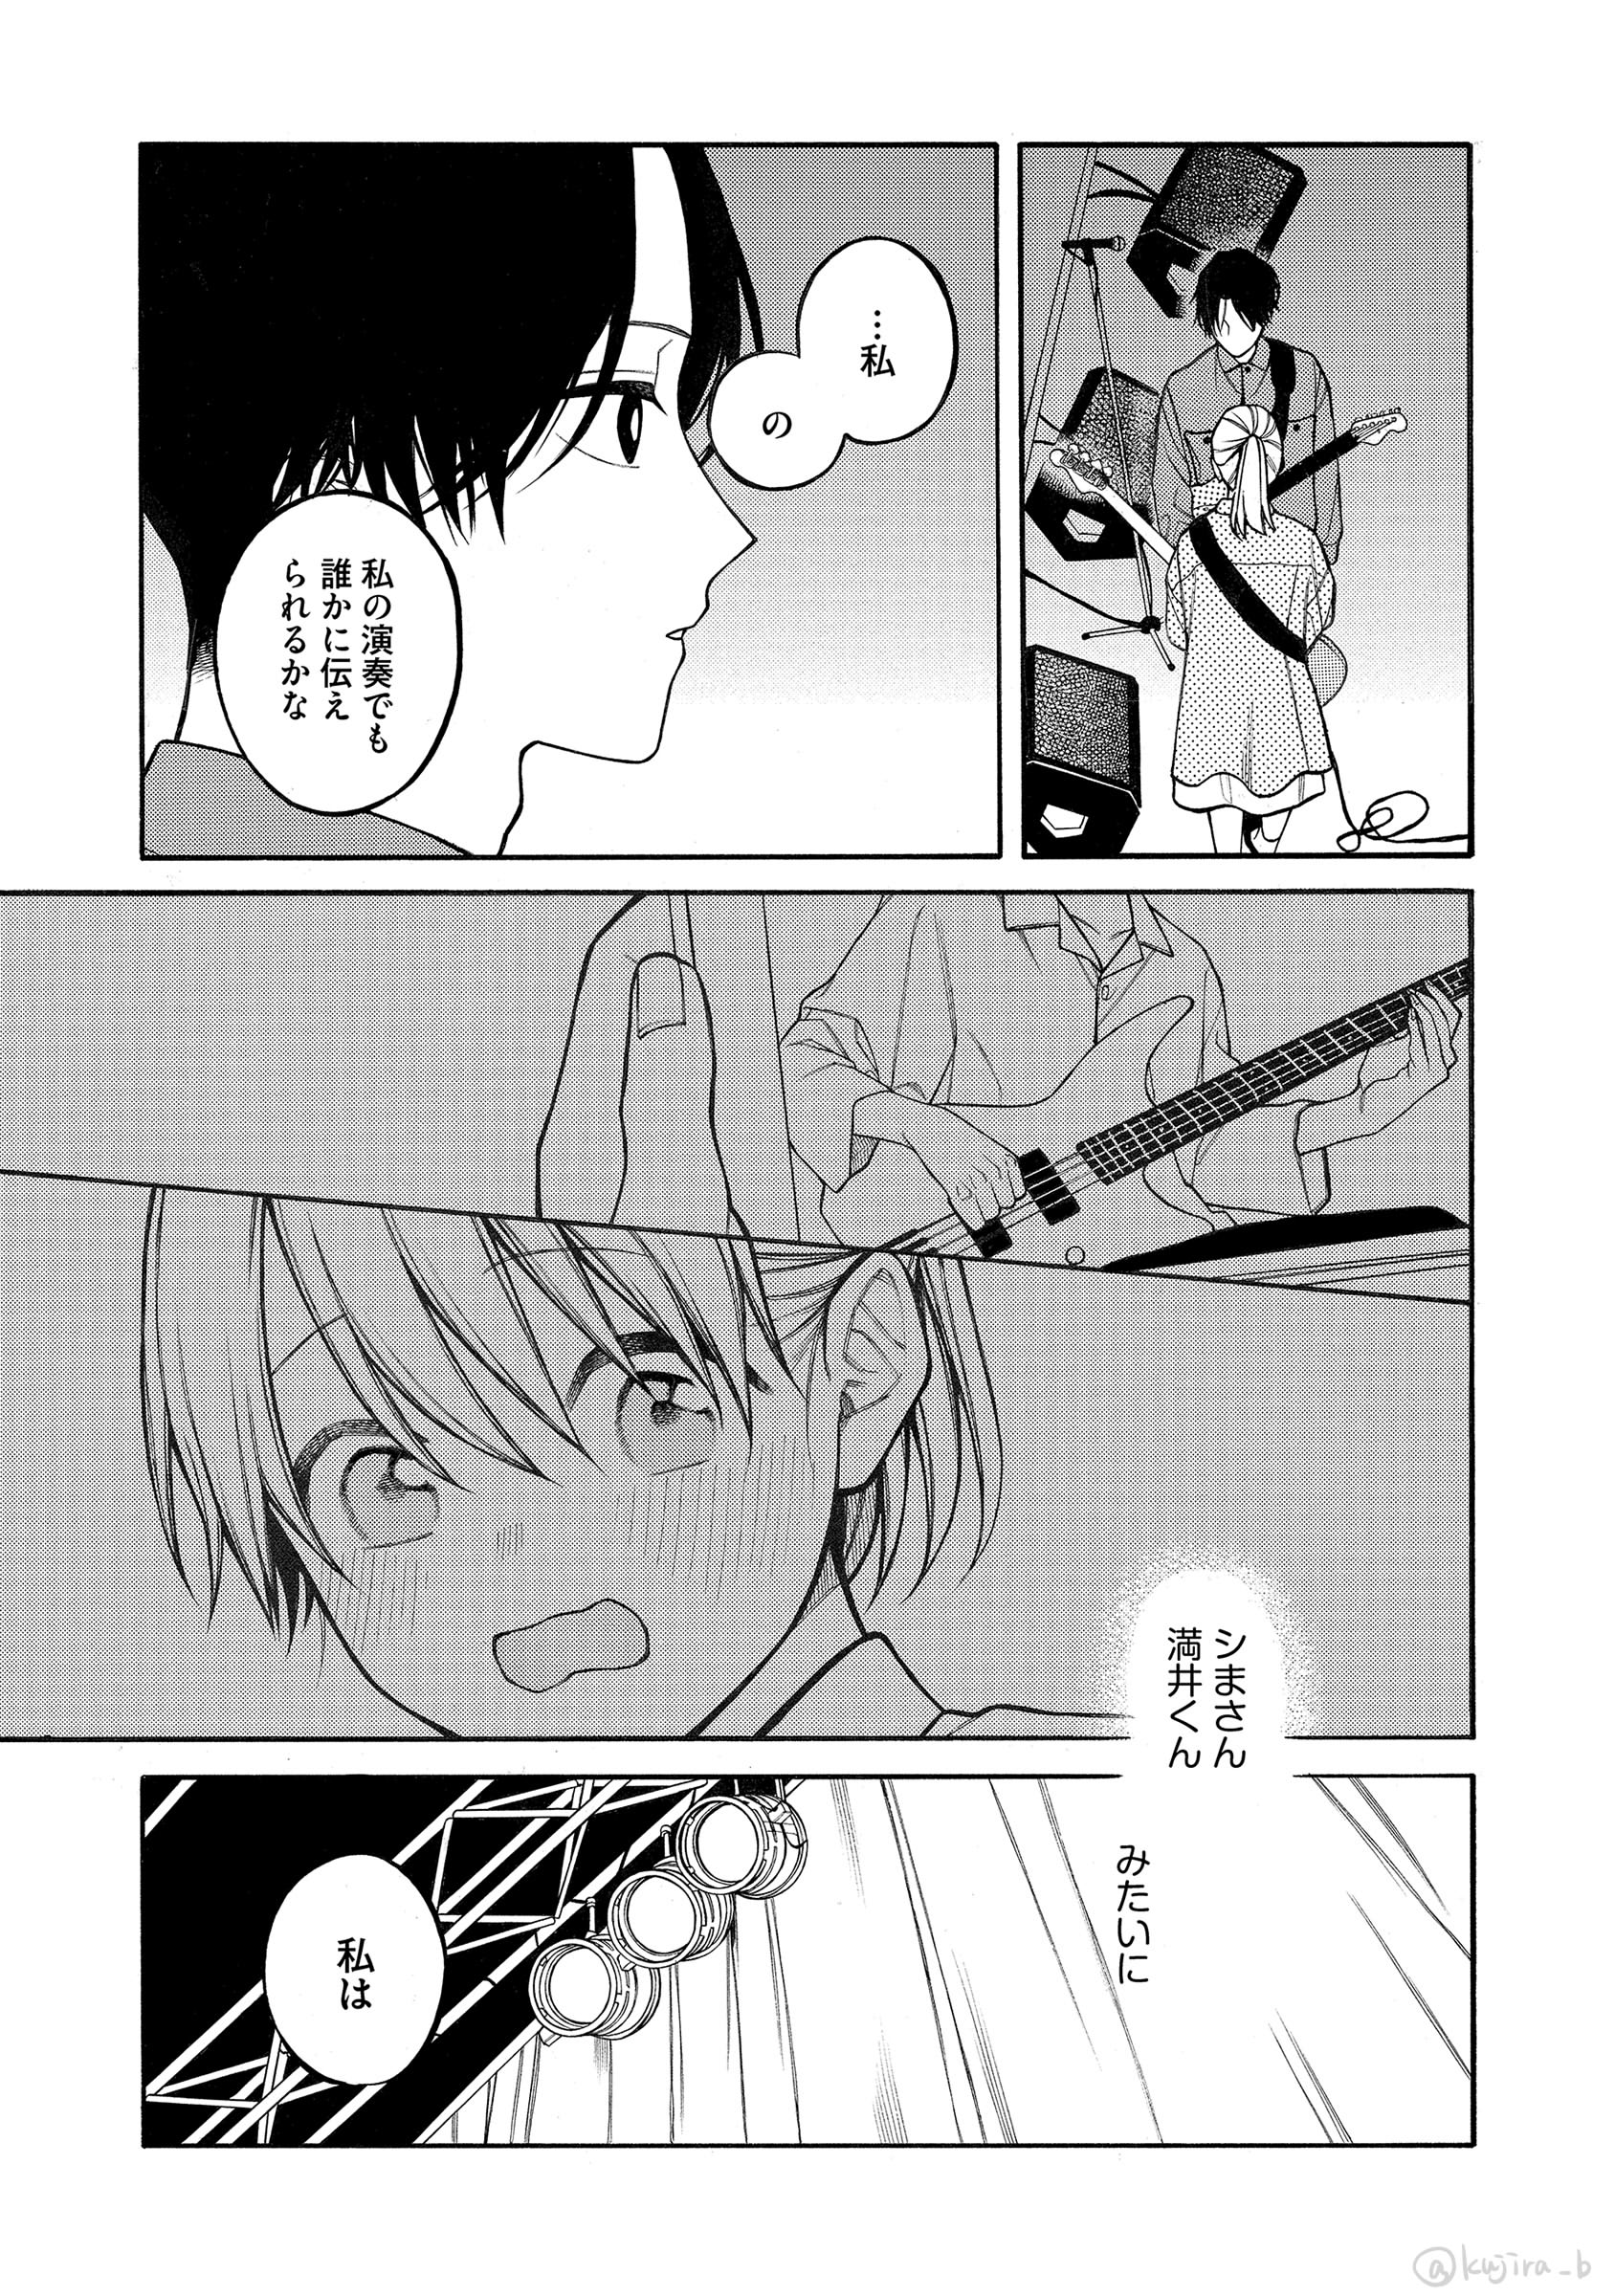 …私
の
私の演奏でも
誰かに伝え
られるかな
シまさん
満井くん
みたいに
私は
@kujira_b